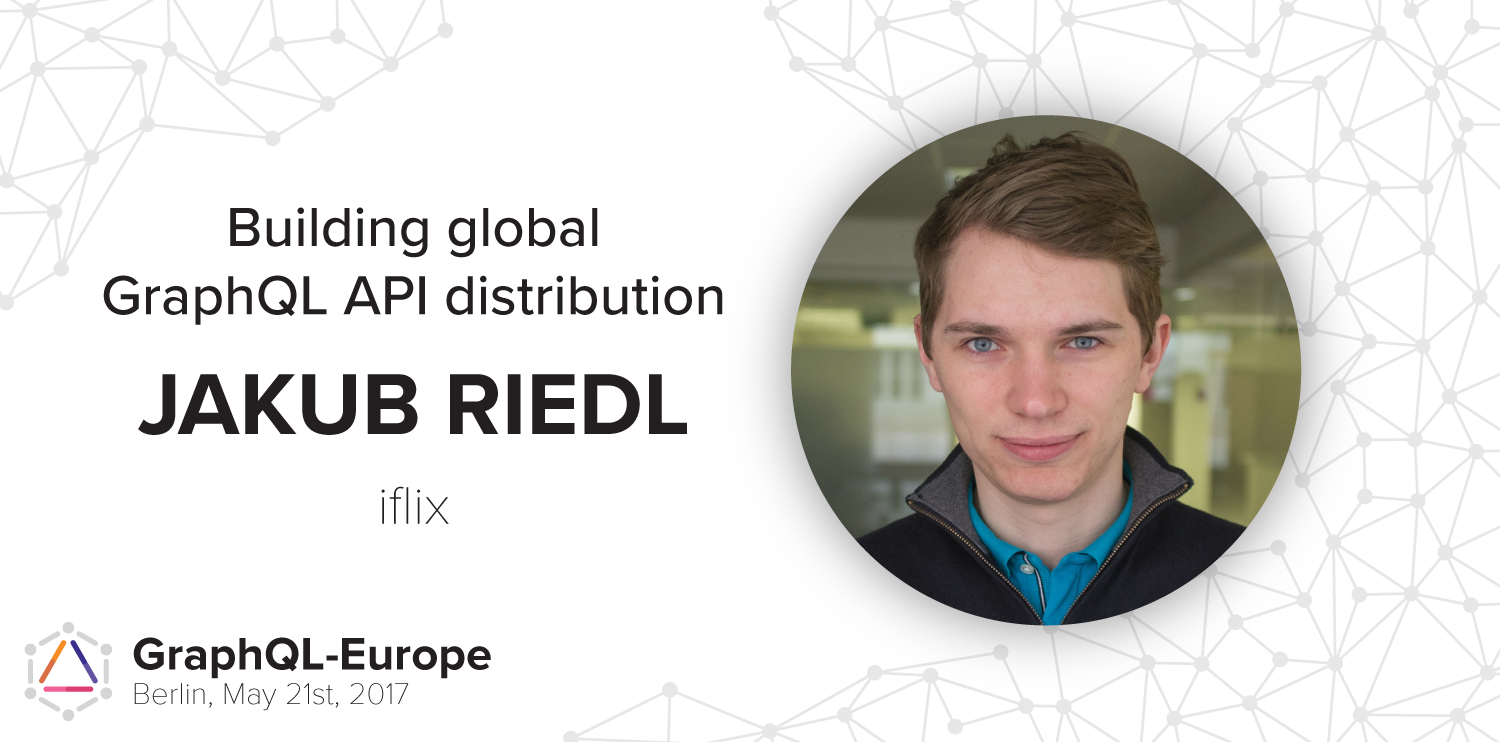 Building global
GraphQL API distribution
JAKUB RIEDL
iflix
GraphQL-Europe
Berlin, May 21st, 2017